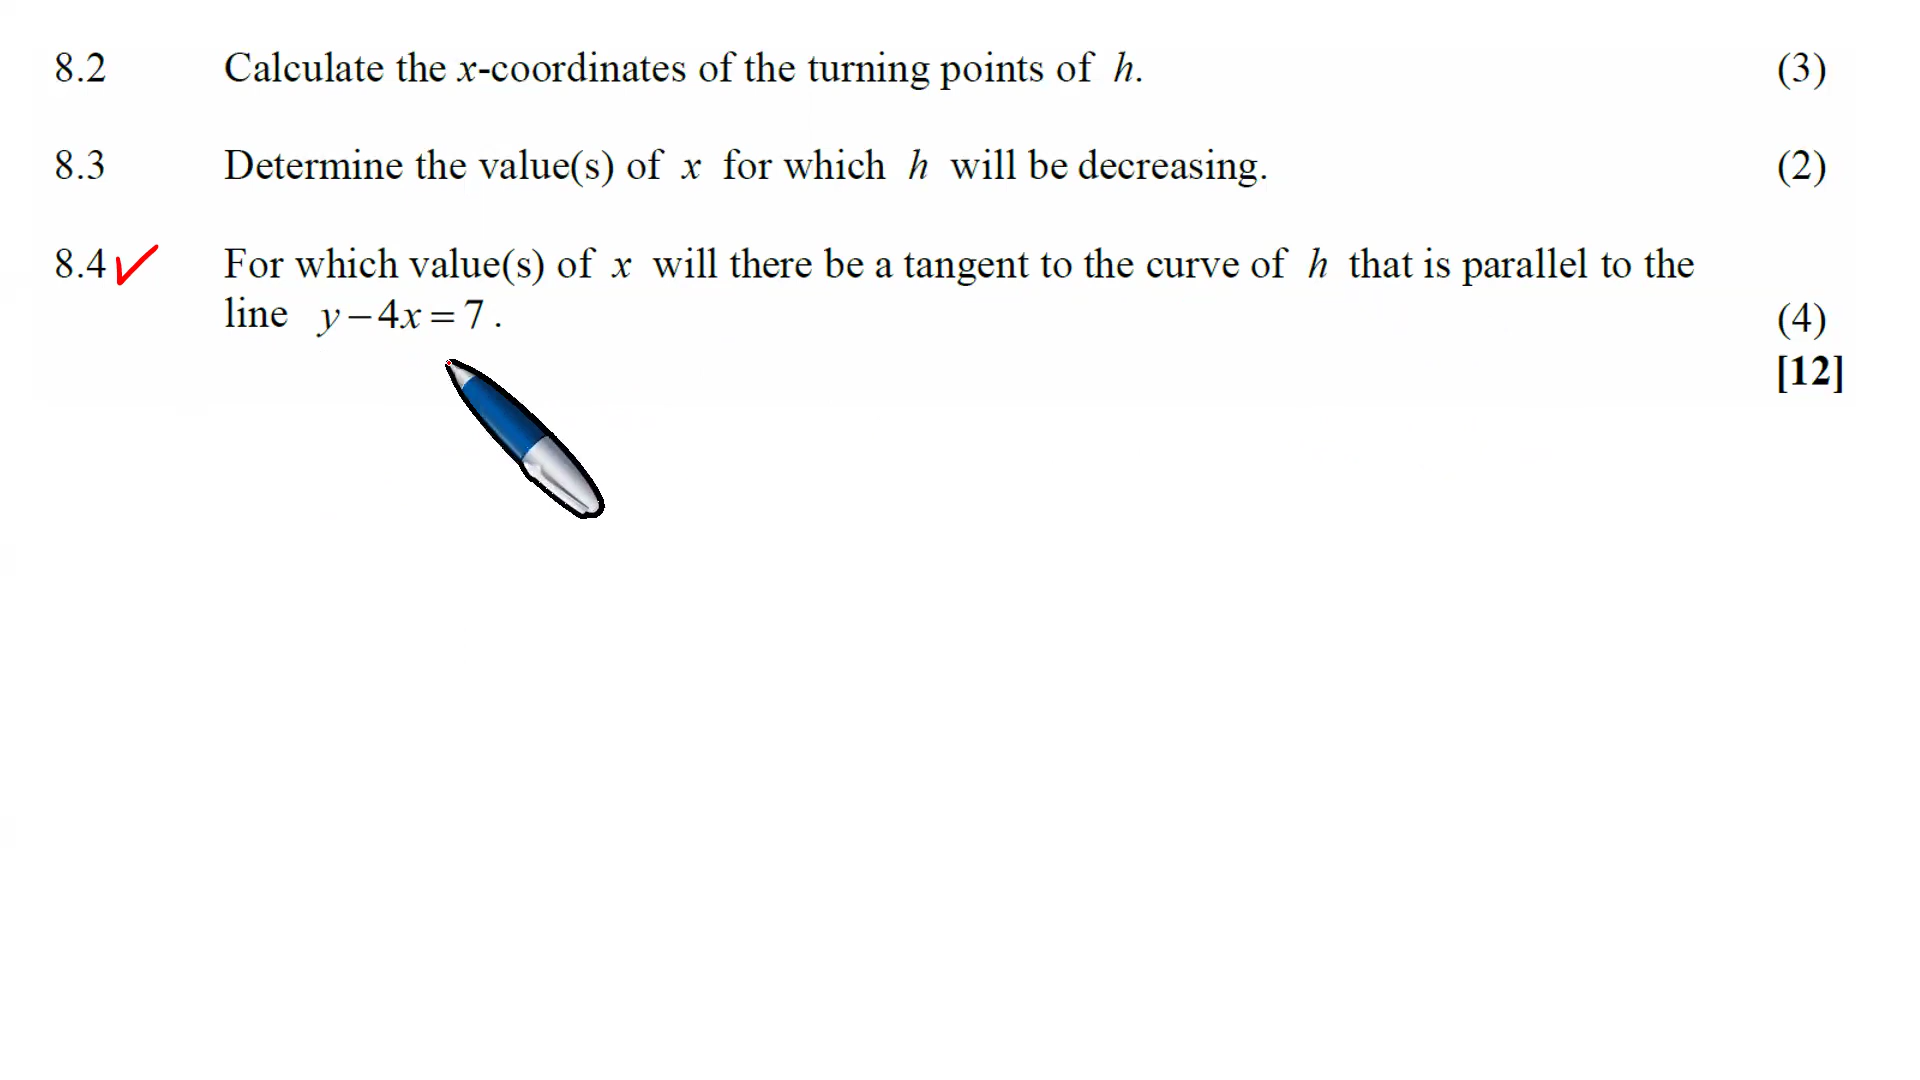 8.2 Calculate the x-coordinates of the turning points of h. (3)
8.3 Determine the value(s) of x for which h will be decreasing. (2)
8.4 For which value(s) of x will there be a tangent to the curve of h that is parallel to the
line y − 4x = 7 . (4)
[12]